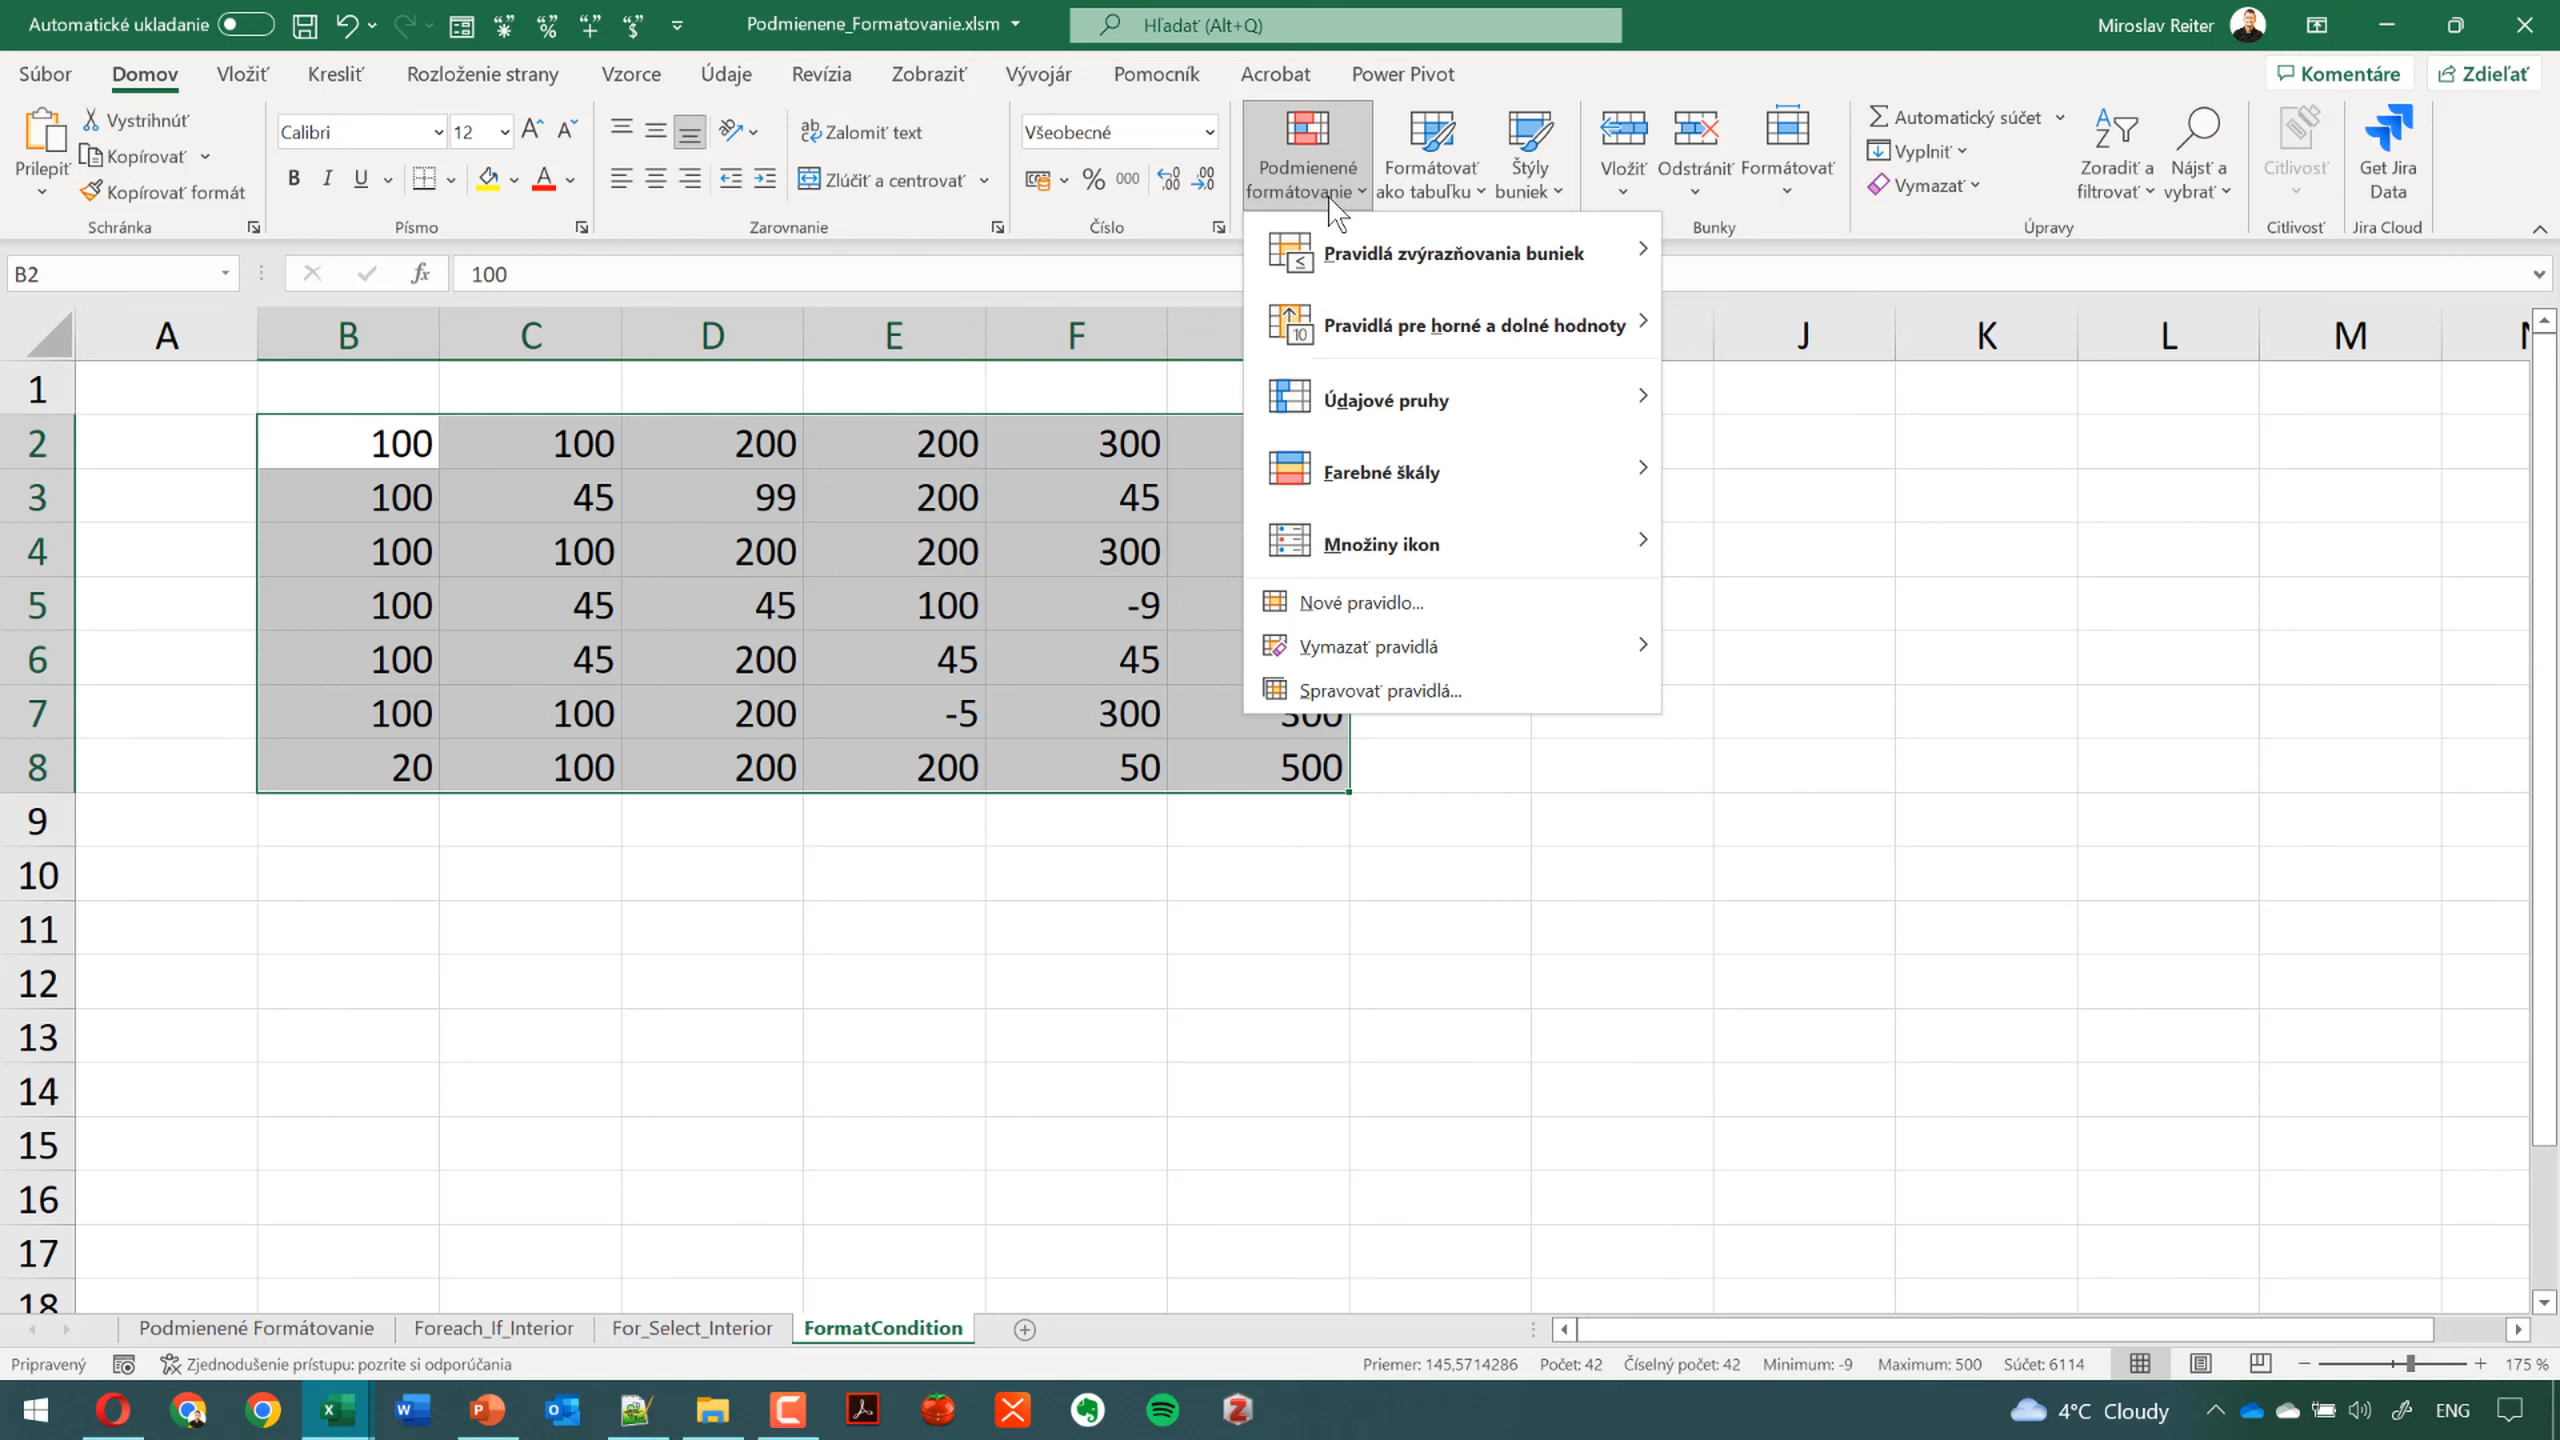 Automatické ukladanie
Podmienene_Formatovanie.xlsm
Hľadať (Alt+Q)
Miroslav Reiter
Súbor Domov Vložiť Kresliť Rozloženie strany Vzorce Údaje Revízia Zobraziť Vývojár Pomocník Acrobat Power Pivot
Komentáre Zdieľať
Prilepiť
Vystrihnúť
Kopírovať
Kopírovať formát
Schránka
Calibri 12
B I U
Písmo
Zalomiť text
Zlúčiť a centrovať
Zarovnanie
Všeobecné
% 000
Číslo
Podmienené
formátovanie
Formátovať
ako tabuľku
Štýly
buniek
Vložiť Odstrániť Formátovať
Bunky
Automatický súčet
Vyplniť
Vymazať
Zoradiť a
filtrovať
Nájsť a
vybrať
Úpravy
Citlivosť
Citlivosť
Get Jira
Data
Jira Cloud
B2 fx 100
Pravidlá zvýrazňovania buniek
Pravidlá pre horné a dolné hodnoty
Údajové pruhy
Farebné škály
Množiny ikon
Nové pravidlo...
Vymazať pravidlá
Spravovať pravidlá...
A B C D E F J K L M
1
2 100 100 200 200 300
3 100 45 99 200 45
4 100 100 200 200 300
5 100 45 45 100 -9
6 100 45 200 45 45
7 100 100 200 -5 300 300
8 20 100 200 200 50 500
9
10
11
12
13
14
15
16
17
18
Podmienené Formátovanie Foreach_If_Interior For_Select_Interior FormatCondition
Pripravený Zjednodušenie prístupu: pozrite si odporúčania Priemer: 145,5714286 Počet: 42 Číselný počet: 42 Minimum: -9 Maximum: 500 Súčet: 6114 175 %
4°C Cloudy ENG